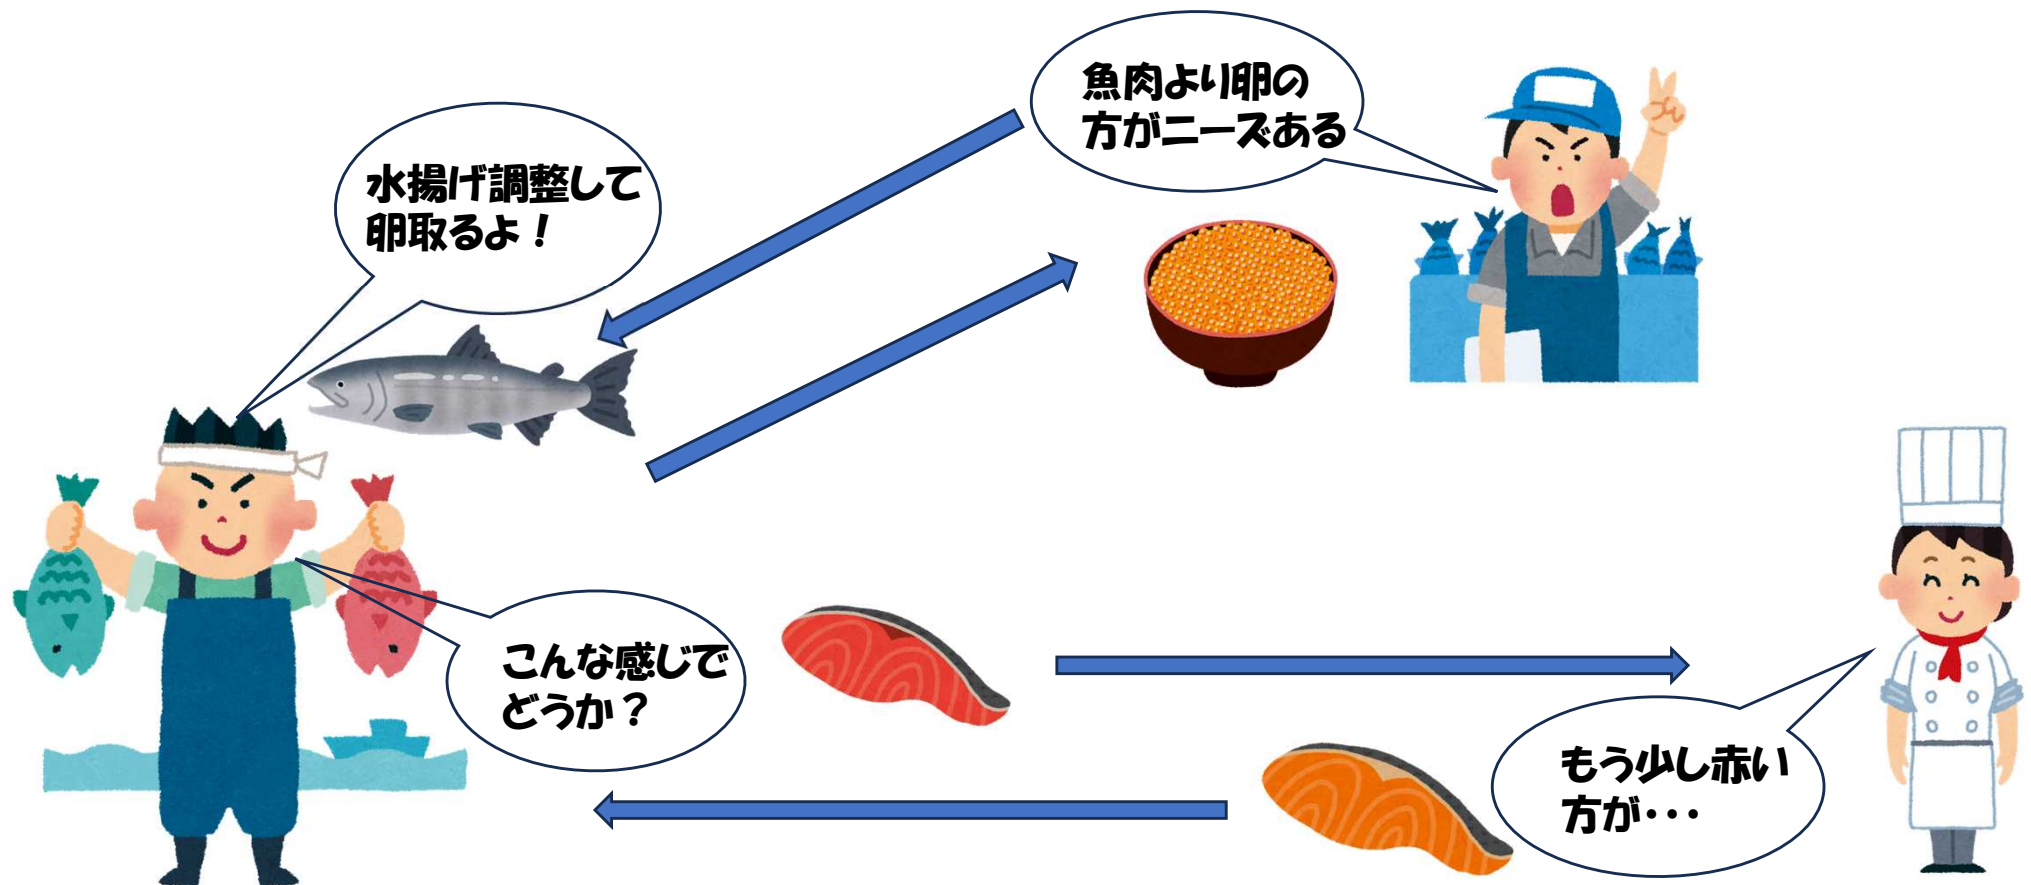 魚肉より卵の
方がニーズある
水揚げ調整して
卵取るよ！
こんな感じで
どうか？
もう少し赤い
方が・・・